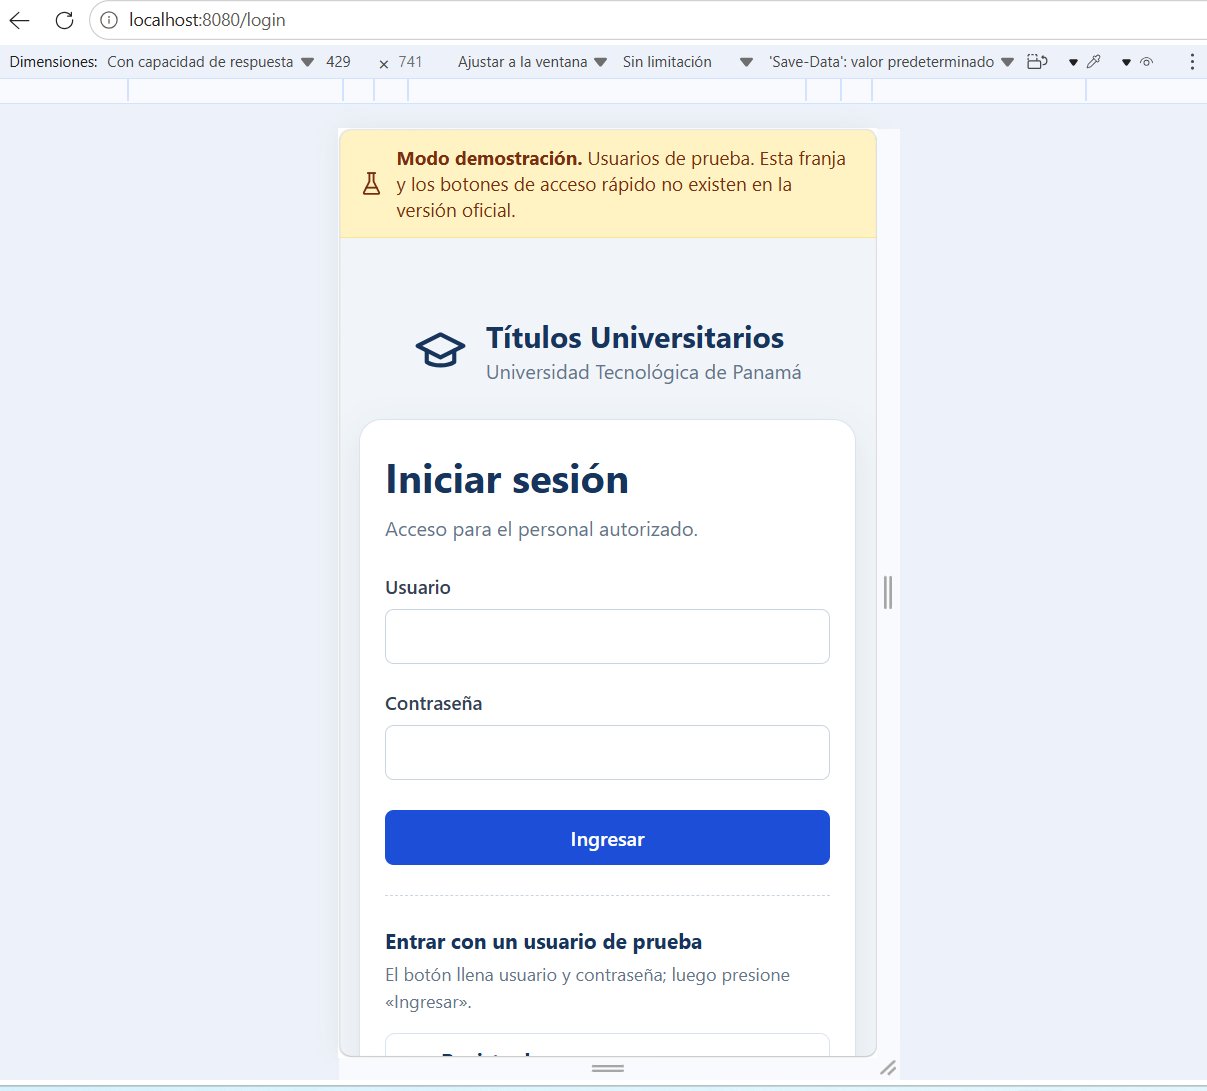 localhost:8080/login
Dimensiones: Con capacidad de respuesta 429 × 741 Ajustar a la ventana Sin limitación 'Save-Data': valor predeterminado
Modo demostración. Usuarios de prueba. Esta franja
y los botones de acceso rápido no existen en la
versión oficial.
Títulos Universitarios
Universidad Tecnológica de Panamá
Iniciar sesión
Acceso para el personal autorizado.
Usuario
Contraseña
Ingresar
Entrar con un usuario de prueba
El botón llena usuario y contraseña; luego presione
«Ingresar».